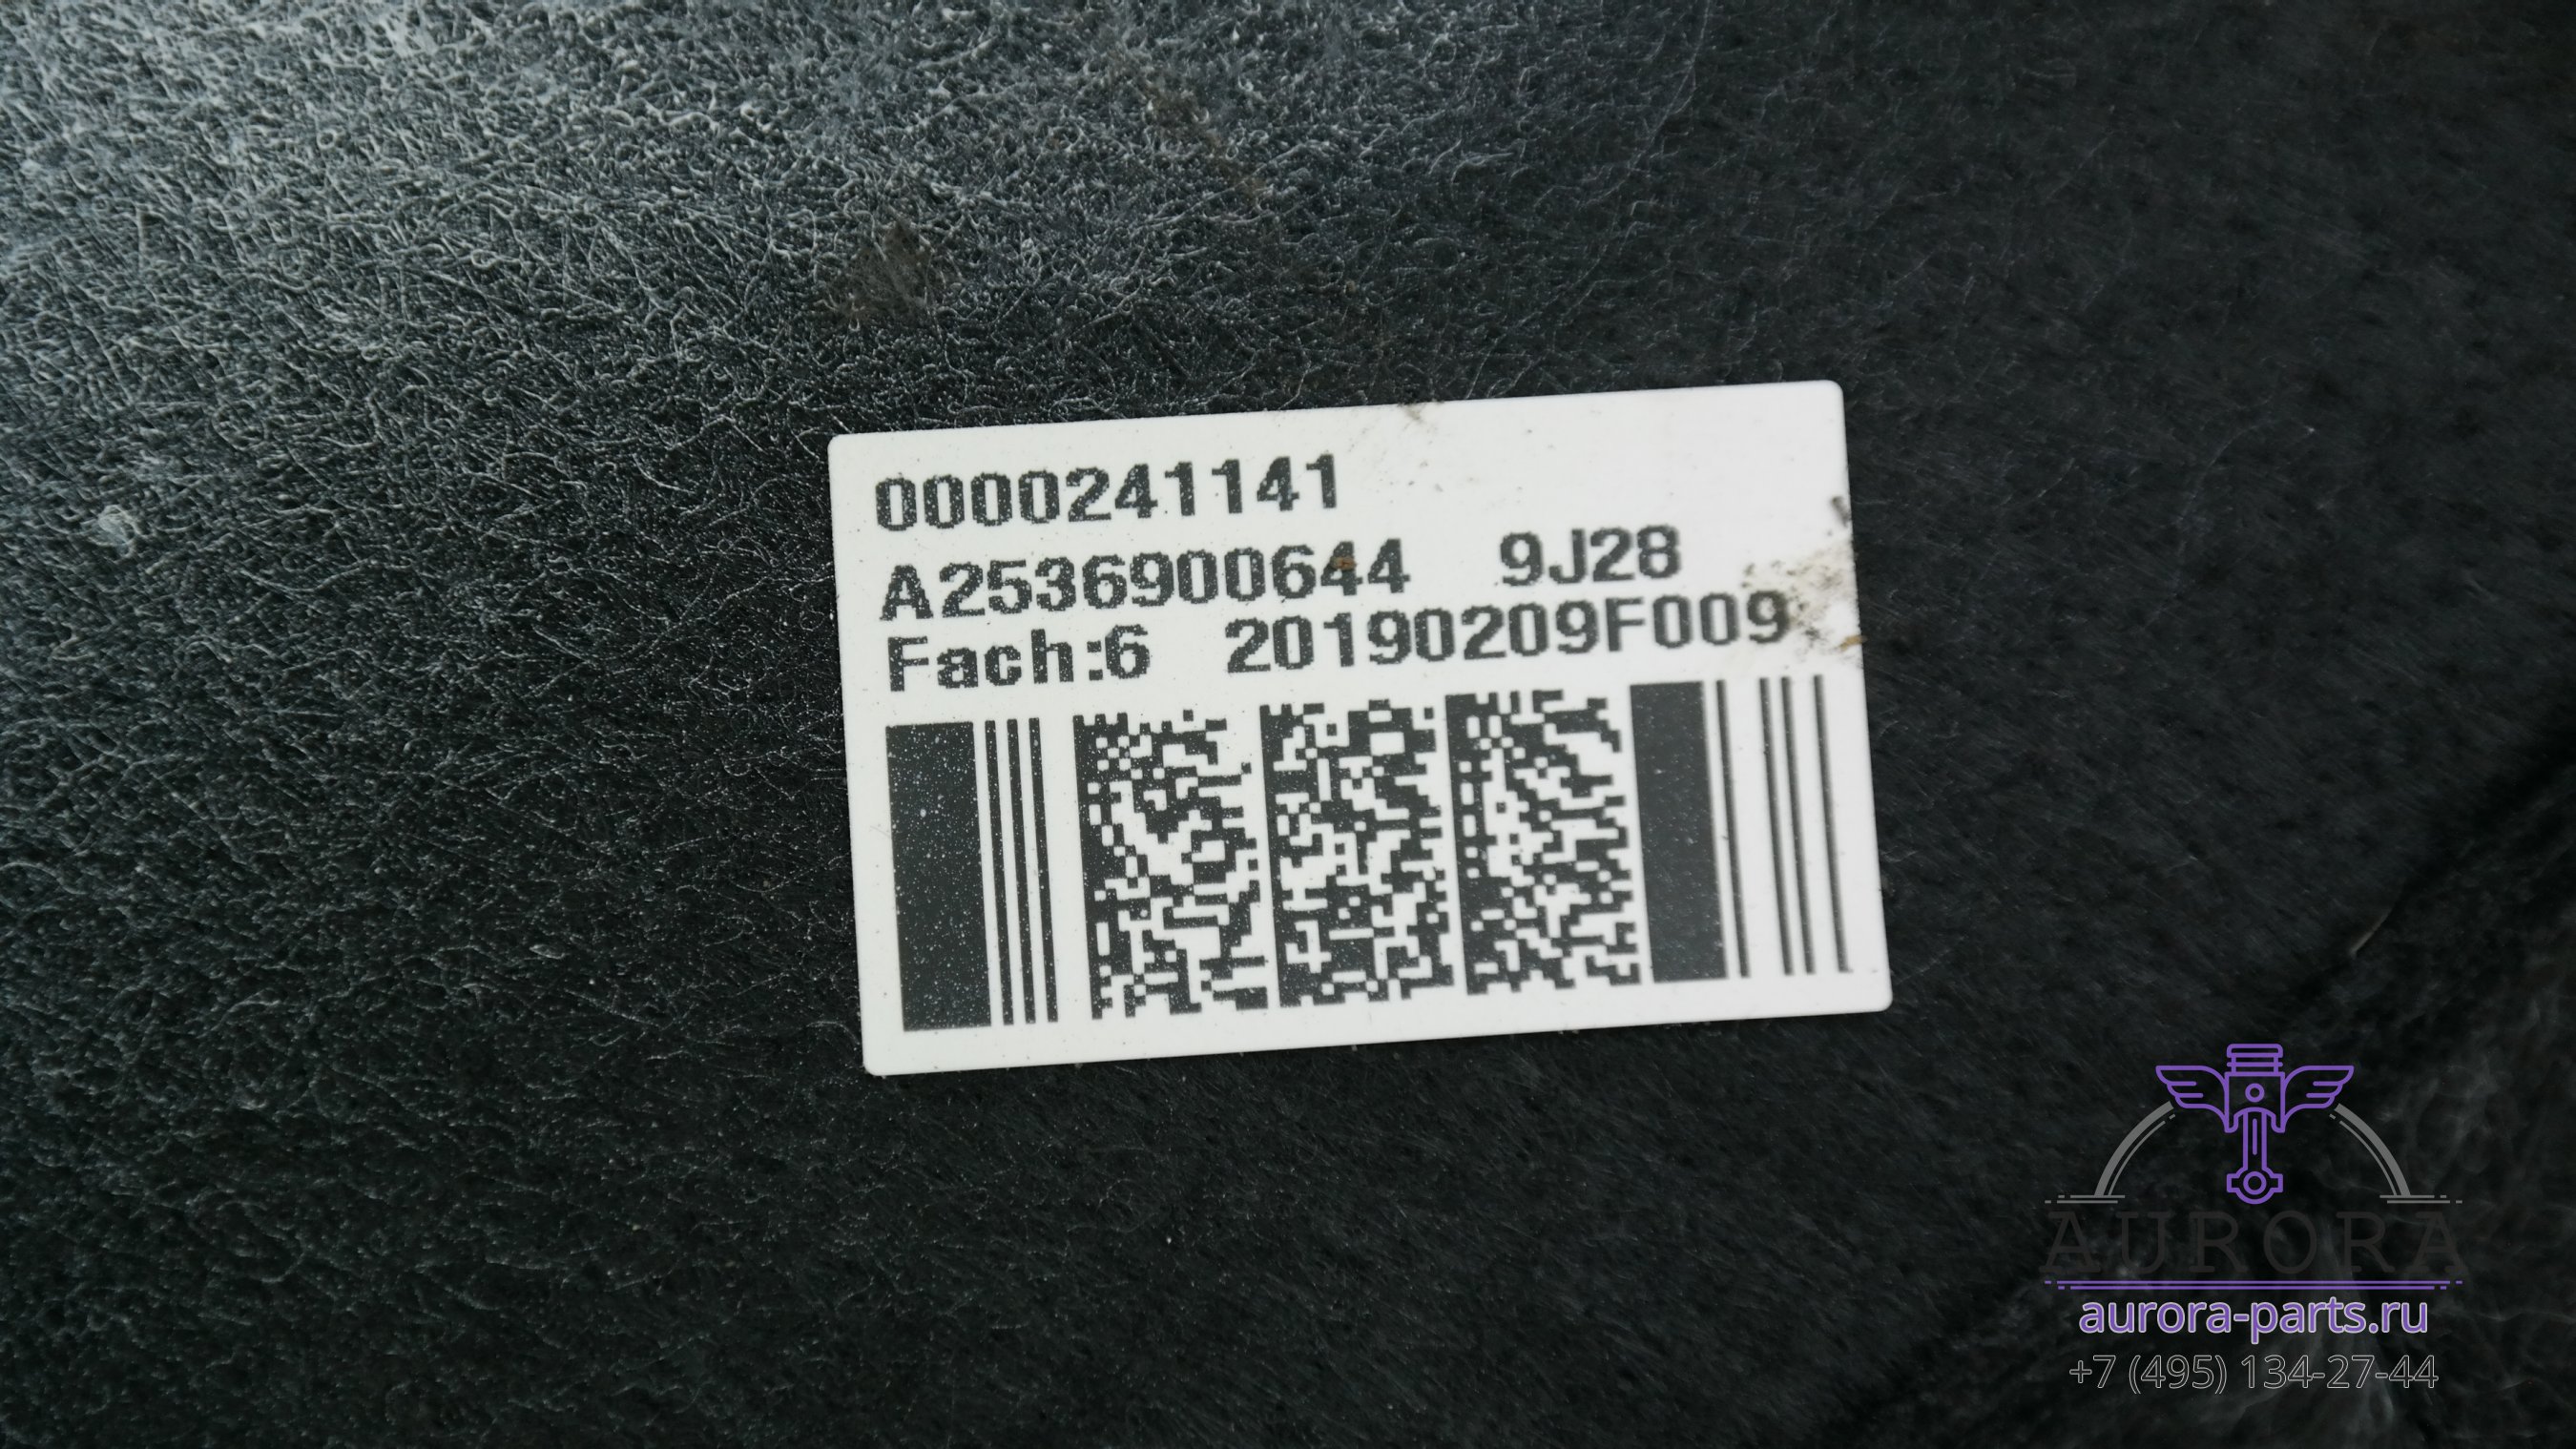 0000241141
A2536900644 9J28
Fach:6 20190209F009
AURORA
aurora-parts.ru
+7 (495) 134-27-44